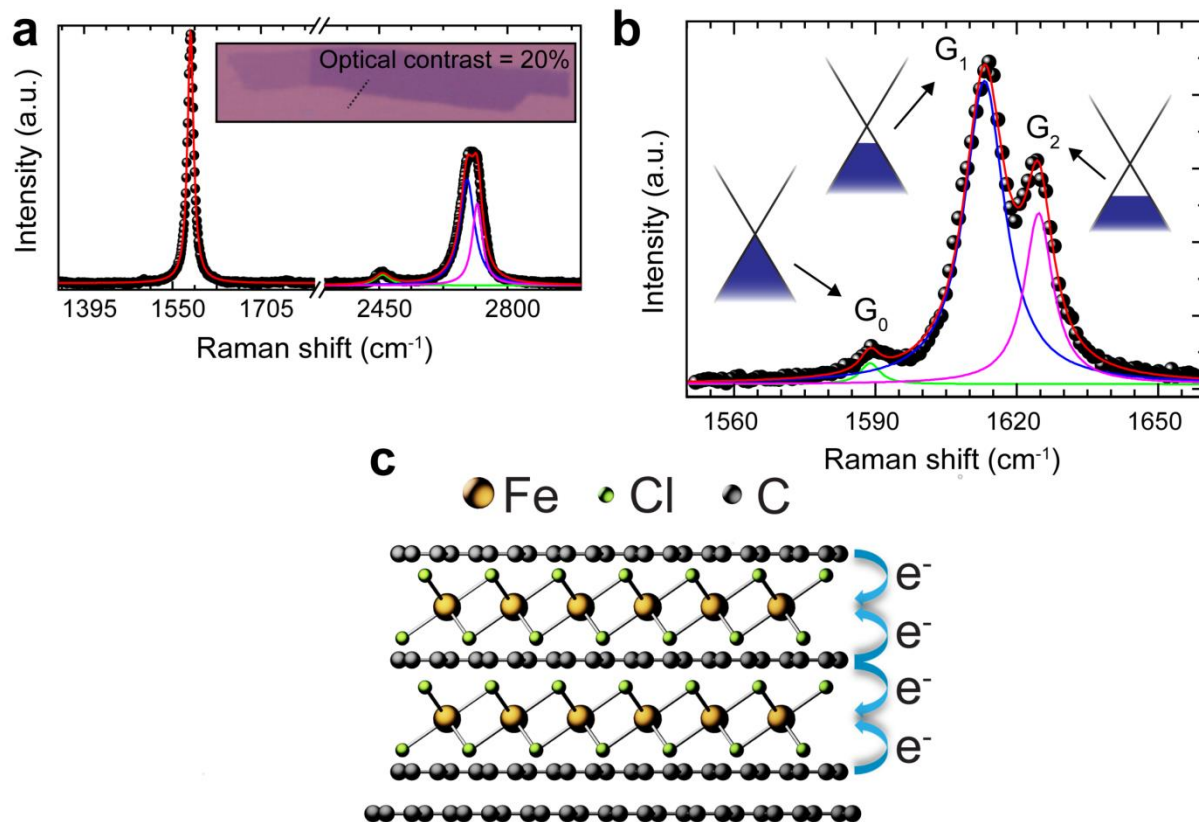 a
Optical contrast = 20%
Intensity (a.u.)
1395 1550 1705 2450 2800
Raman shift (cm⁻¹)
b
G₁
G₂
G₀
Intensity (a.u.)
1560 1590 1620 1650
Raman shift (cm⁻¹)
c
Fe Cl C
e⁻
e⁻
e⁻
e⁻